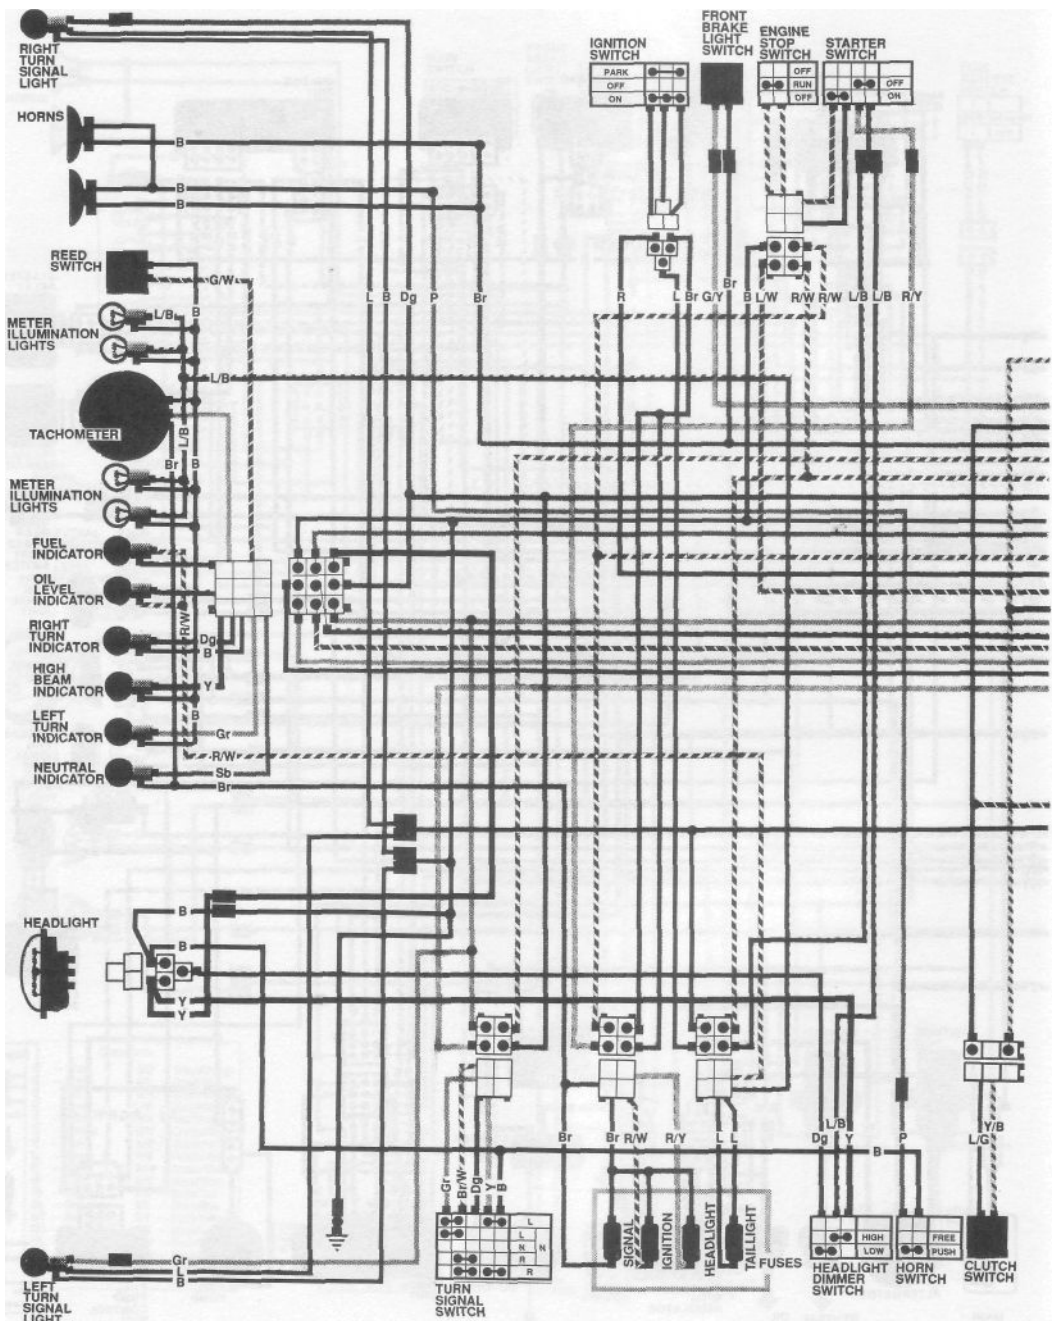 RIGHT
TURN
SIGNAL
LIGHT
IGNITION
SWITCH
PARK
OFF
ON
FRONT
BRAKE
LIGHT
SWITCH
ENGINE
STOP
SWITCH
OFF
RUN
OFF
STARTER
SWITCH
OFF
ON
HORNS
B
B
B
REED
SWITCH
G/W
L
B
Dg
P
Br
R
L
Br
G/Y
Br
B
L/W
R/W
R/W
L/B
L/B
R/Y
METER
ILLUMINATION
LIGHTS
L/B
B
L/B
TACHOMETER
L/B
Br
B
METER
ILLUMINATION
LIGHTS
FUEL
INDICATOR
OIL
LEVEL
INDICATOR
R/W
RIGHT
TURN
INDICATOR
Dg
B
HIGH
BEAM
INDICATOR
Y
LEFT
TURN
INDICATOR
B
Gr
R/W
NEUTRAL
INDICATOR
Sb
Br
HEADLIGHT
B
B
Y
Y
Gr
Br/W
Dg
Y
B
Br
Br
R/W
R/Y
L
L
Dg
L/B
Y
B
P
L/G
Y/B
L
L
N
N
R
R
TURN
SIGNAL
SWITCH
SIGNAL
IGNITION
HEADLIGHT
TAILLIGHT
FUSES
HIGH
LOW
HEADLIGHT
DIMMER
SWITCH
FREE
PUSH
HORN
SWITCH
CLUTCH
SWITCH
Gr
L
B
LEFT
TURN
SIGNAL
LIGHT